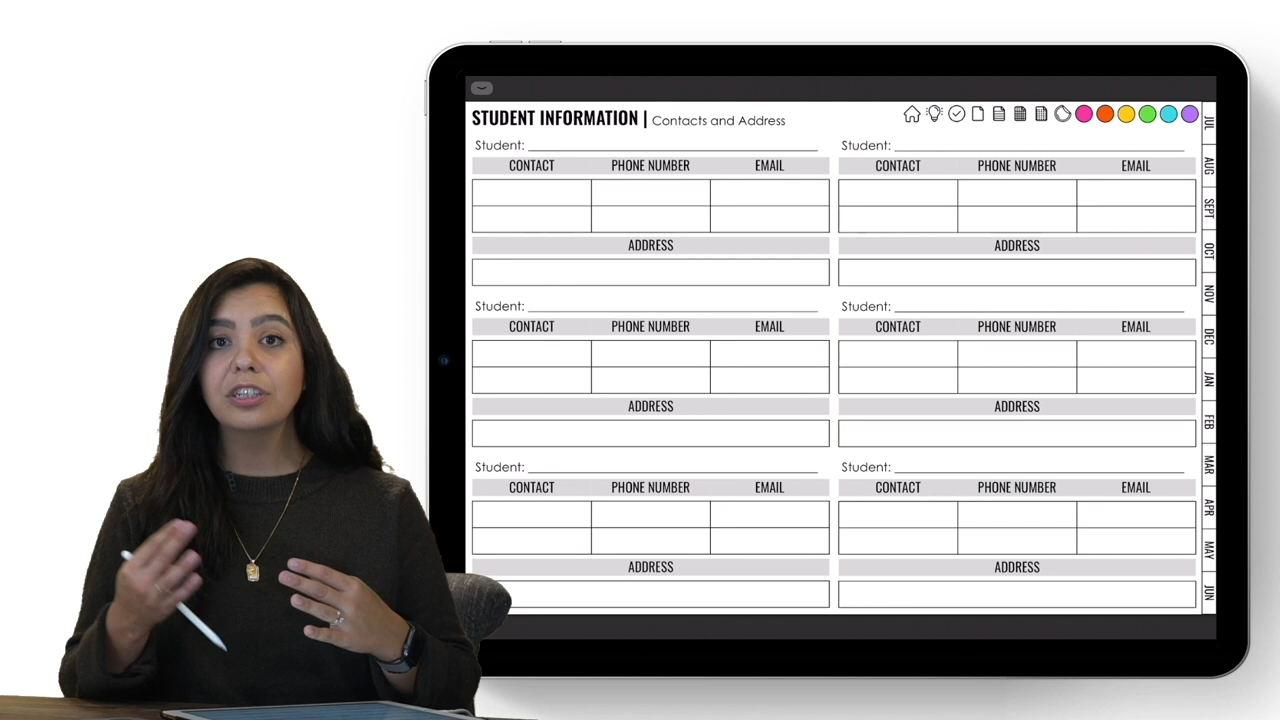 STUDENT INFORMATION | Contacts and Address
Student: Student:
CONTACT PHONE NUMBER EMAIL CONTACT PHONE NUMBER EMAIL
ADDRESS ADDRESS
Student: Student:
CONTACT PHONE NUMBER EMAIL CONTACT PHONE NUMBER EMAIL
ADDRESS ADDRESS
Student: Student:
CONTACT PHONE NUMBER EMAIL CONTACT PHONE NUMBER EMAIL
ADDRESS ADDRESS
JUL
AUG
SEPT
OCT
NOV
DEC
JAN
FEB
MAR
APR
MAY
JUN